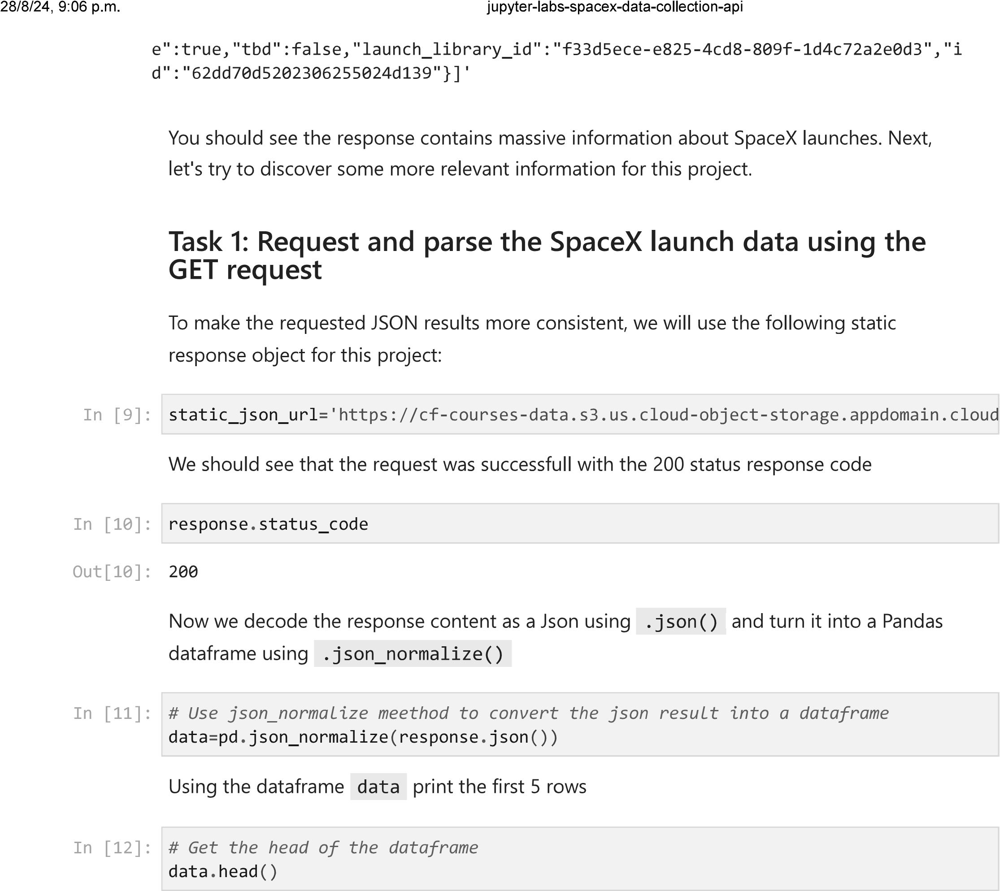 28/8/24, 9:06 p.m.
jupyter-labs-spacex-data-collection-api
e":true,"tbd":false,"launch_library_id":"f33d5ece-e825-4cd8-809f-1d4c72a2e0d3","i
d":"62dd70d5202306255024d139"}]'
You should see the response contains massive information about SpaceX launches. Next,
let's try to discover some more relevant information for this project.
Task 1: Request and parse the SpaceX launch data using the
GET request
To make the requested JSON results more consistent, we will use the following static
response object for this project:
In [9]: static_json_url='https://cf-courses-data.s3.us.cloud-object-storage.appdomain.cloud
We should see that the request was successfull with the 200 status response code
In [10]: response.status_code
Out[10]: 200
Now we decode the response content as a Json using .json() and turn it into a Pandas
dataframe using .json_normalize()
In [11]: # Use json_normalize meethod to convert the json result into a dataframe
data=pd.json_normalize(response.json())
Using the dataframe data print the first 5 rows
In [12]: # Get the head of the dataframe
data.head()